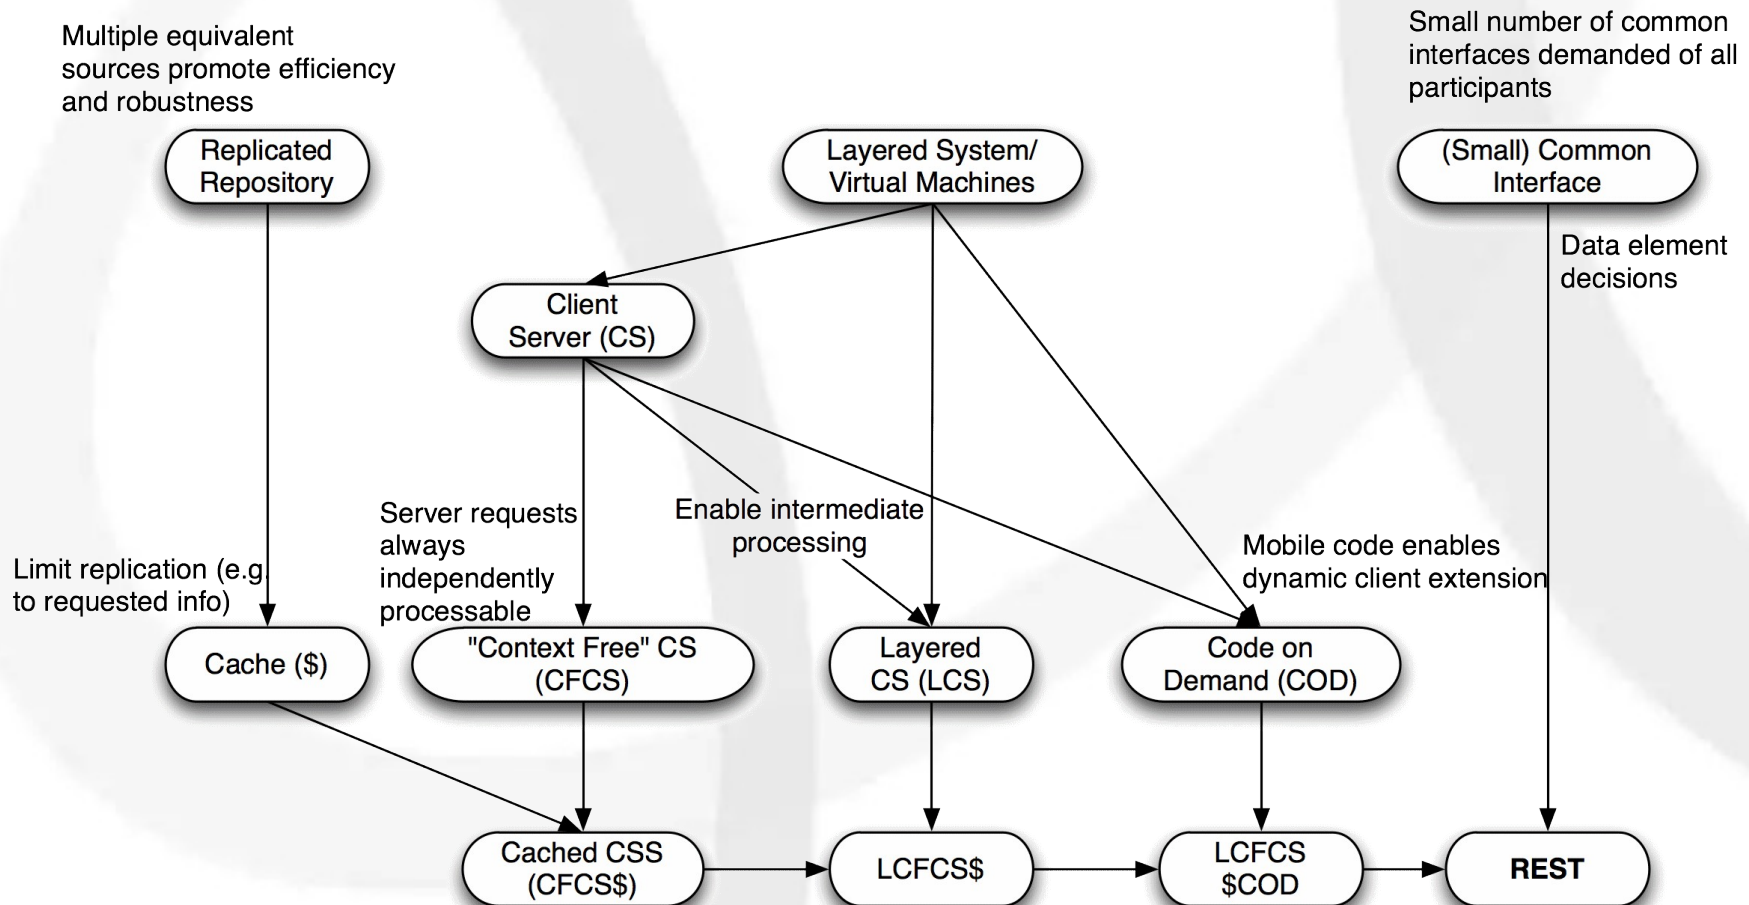 Multiple equivalent
sources promote efficiency
and robustness
Small number of common
interfaces demanded of all
participants
Replicated
Repository
Layered System/
Virtual Machines
(Small) Common
Interface
Data element
decisions
Client
Server (CS)
Server requests
always
independently
processable
Enable intermediate
processing
Mobile code enables
dynamic client extension
Limit replication (e.g.
to requested info)
Cache ($)
"Context Free" CS
(CFCS)
Layered
CS (LCS)
Code on
Demand (COD)
Cached CSS
(CFCS$)
LCFCS$
LCFCS
$COD
REST